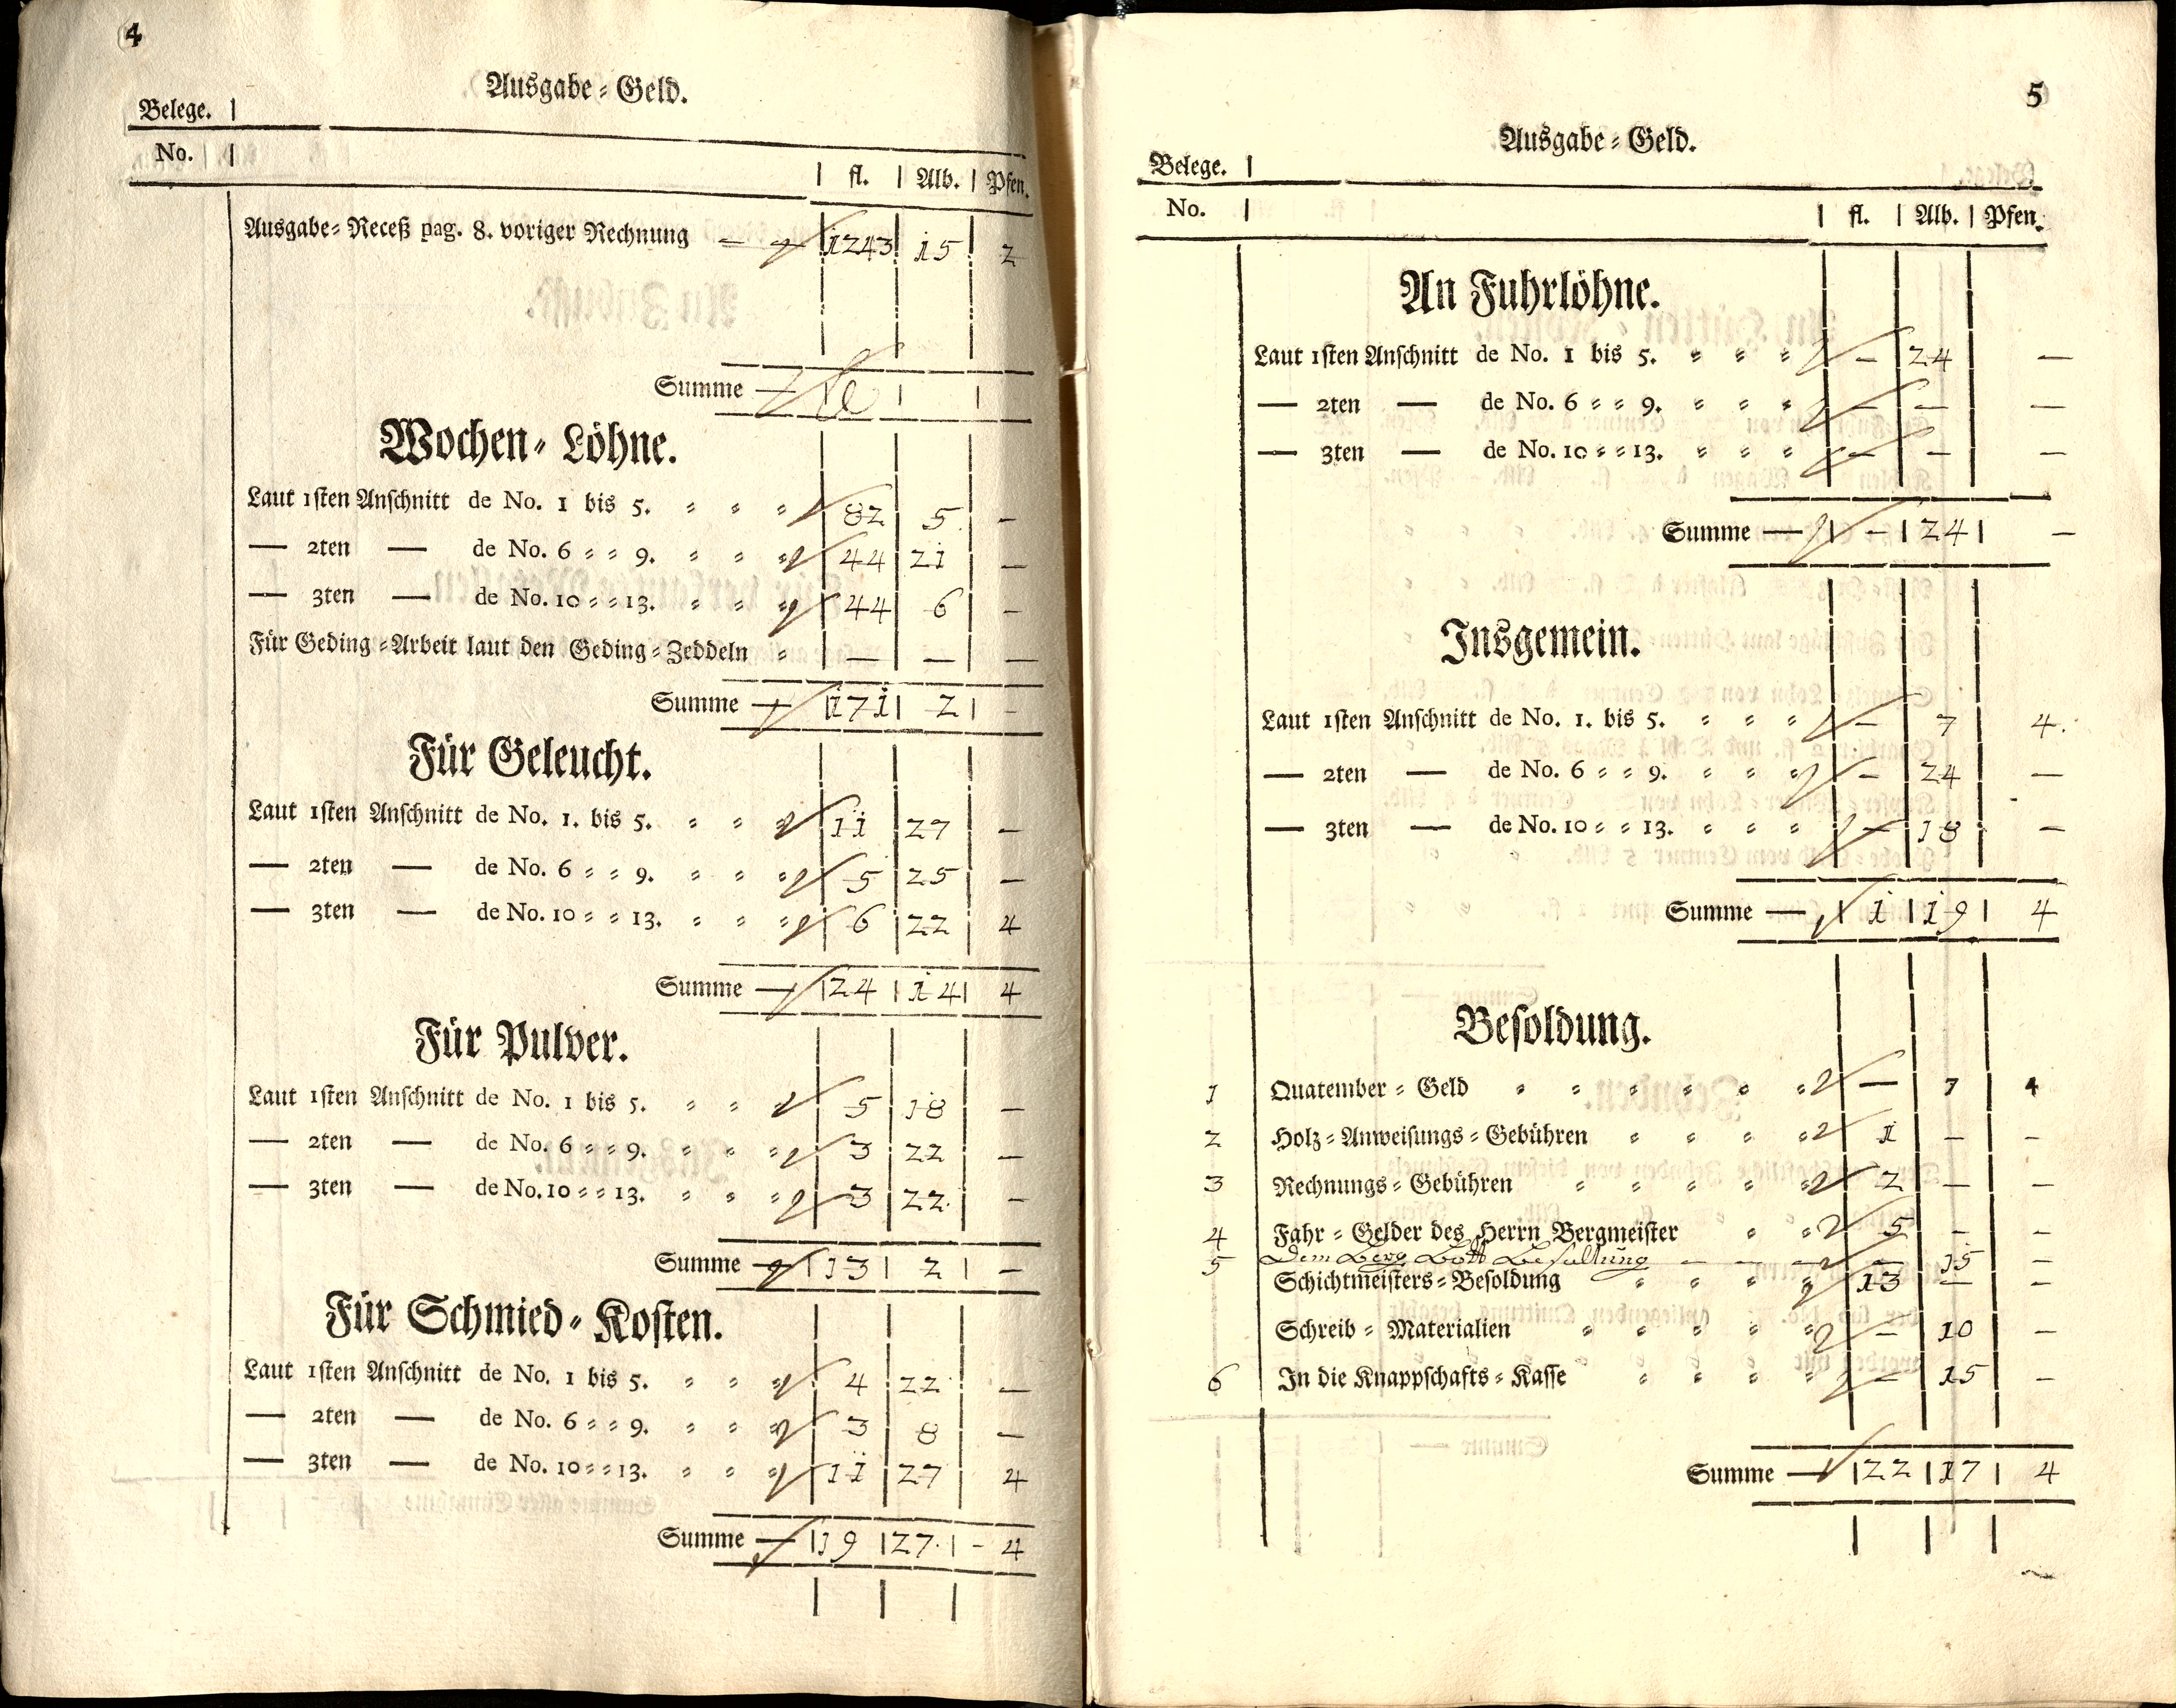 4
Ausgabe = Geld.
Belege. |
No. | | fl. | Alb. | Pfen.
Ausgabe = Receß pag. 8. voriger Rechnung — — 1243 15 2
Summe —
Wochen = Löhne.
Laut 1sten Anschnitt de No. 1 bis 5. = = = 82 5 —
— 2ten — de No. 6 = = 9. = = = 44 21 —
— 3ten — de No. 10 = = 13. = = = 44 6 —
Für Geding = Arbeit laut den Geding = Zeddeln = — — —
Summe — 171 2 —
Für Geleucht.
Laut 1sten Anschnitt de No. 1. bis 5. = = = 11 27 —
— 2ten — de No. 6 = = 9. = = = 5 25 —
— 3ten — de No. 10 = = 13. = = = 6 22 4
Summe — 24 14 4
Für Pulver.
Laut 1sten Anschnitt de No. 1 bis 5. = = = 5 18 —
— 2ten — de No. 6 = = 9. = = = 3 22 —
— 3ten — de No. 10 = = 13. = = = 3 22 —
Summe — 13 2 —
Für Schmied = Kosten.
Laut 1sten Anschnitt de No. 1 bis 5. = = = 4 22 —
— 2ten — de No. 6 = = 9. = = = 3 8 —
— 3ten — de No. 10 = = 13. = = = 11 27 4
Summe — 19 27. - 4
5
Ausgabe = Geld.
Belege. |
No. | | fl. | Alb. | Pfen.
An Fuhrlöhne.
Laut 1sten Anschnitt de No. 1 bis 5. = = = — 24 —
— 2ten — de No. 6 = = 9. = = = — — —
— 3ten — de No. 10 = = 13. = = = — — —
Summe — — 24 —
Insgemein.
Laut 1sten Anschnitt de No. 1. bis 5. = = = — 7 4.
— 2ten — de No. 6 = = 9. = = = — 24 —
— 3ten — de No. 10 = = 13. = = = — 18 —
Summe — 1 19 4
Besoldung.
1 Quatember = Geld = = = = = = — 7 4
2 Holz = Anweisungs = Gebühren = = = = 1 — —
3 Rechnungs = Gebühren = = = = = 2 — —
4 Fahr = Gelder des Herrn Bergmeister = = 5 — —
5 Dem Berg Bott Besoltung — — — — — 15 —
Schichtmeisters = Besoldung = = = = 13 — —
Schreib = Materialien = = = = = — 10 —
6 In die Knappschafts = Kasse = = = = — 15 —
Summe — 22 17 4